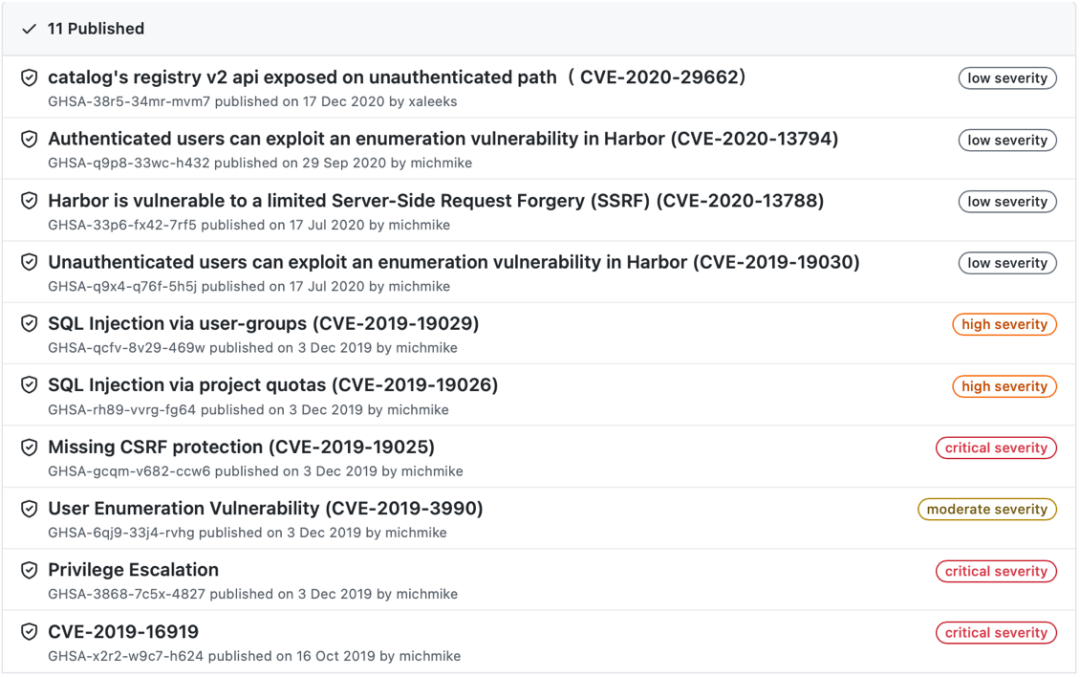 11 Published
catalog's registry v2 api exposed on unauthenticated path（ CVE-2020-29662）
low severity
GHSA-38r5-34mr-mvm7 published on 17 Dec 2020 by xaleeks
Authenticated users can exploit an enumeration vulnerability in Harbor (CVE-2020-13794)
low severity
GHSA-q9p8-33wc-h432 published on 29 Sep 2020 by michmike
Harbor is vulnerable to a limited Server-Side Request Forgery (SSRF) (CVE-2020-13788)
low severity
GHSA-33p6-fx42-7rf5 published on 17 Jul 2020 by michmike
Unauthenticated users can exploit an enumeration vulnerability in Harbor (CVE-2019-19030)
low severity
GHSA-q9x4-q76f-5h5j published on 17 Jul 2020 by michmike
SQL Injection via user-groups (CVE-2019-19029)
high severity
GHSA-qcfv-8v29-469w published on 3 Dec 2019 by michmike
SQL Injection via project quotas (CVE-2019-19026)
high severity
GHSA-rh89-vvrg-fg64 published on 3 Dec 2019 by michmike
Missing CSRF protection (CVE-2019-19025)
critical severity
GHSA-gcqm-v682-ccw6 published on 3 Dec 2019 by michmike
User Enumeration Vulnerability (CVE-2019-3990)
moderate severity
GHSA-6qj9-33j4-rvhg published on 3 Dec 2019 by michmike
Privilege Escalation
critical severity
GHSA-3868-7c5x-4827 published on 3 Dec 2019 by michmike
CVE-2019-16919
critical severity
GHSA-x2r2-w9c7-h624 published on 16 Oct 2019 by michmike